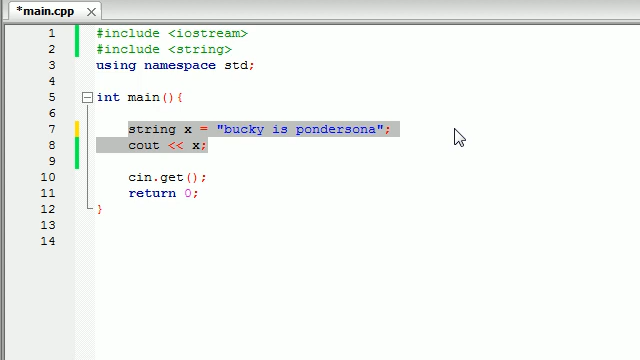 *main.cpp
1 #include <iostream>
2 #include <string>
3 using namespace std;
4
5 int main(){
6
7 string x = "bucky is pondersona";
8 cout << x;
9
10 cin.get();
11 return 0;
12 }
13
14